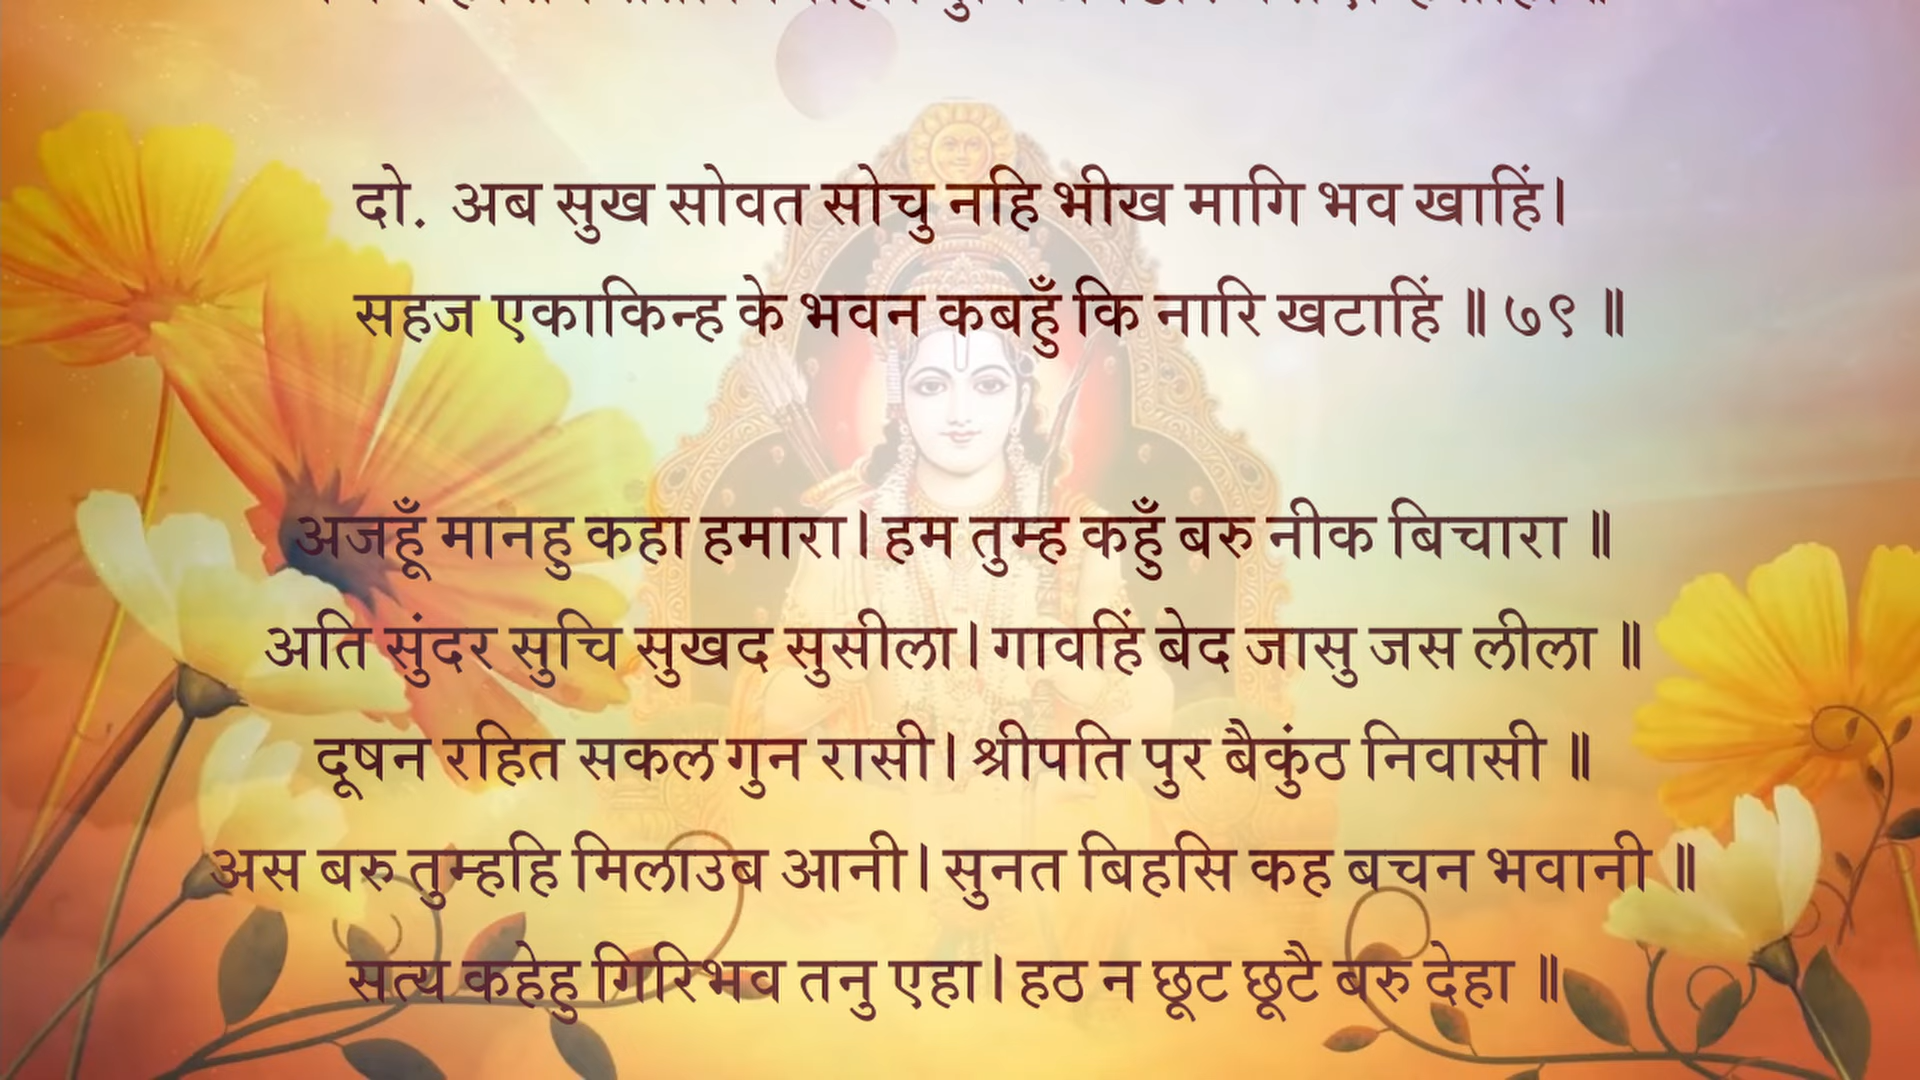 दो. अब सुख सोवत सोचु नहि भीख मागि भव खाहिं।
सहज एकाकिन्ह के भवन कबहुँ कि नारि खटाहिं ॥ ७९ ॥
अजहूँ मानहु कहा हमारा। हम तुम्ह कहुँ बरु नीक बिचारा ॥
अति सुंदर सुचि सुखद सुसीला। गावहिं बेद जासु जस लीला ॥
दूषन रहित सकल गुन रासी। श्रीपति पुर बैकुंठ निवासी ॥
अस बरु तुम्हहि मिलाउब आनी। सुनत बिहसि कह बचन भवानी ॥
सत्य कहेहु गिरिभव तनु एहा। हठ न छूट छूटै बरु देहा ॥